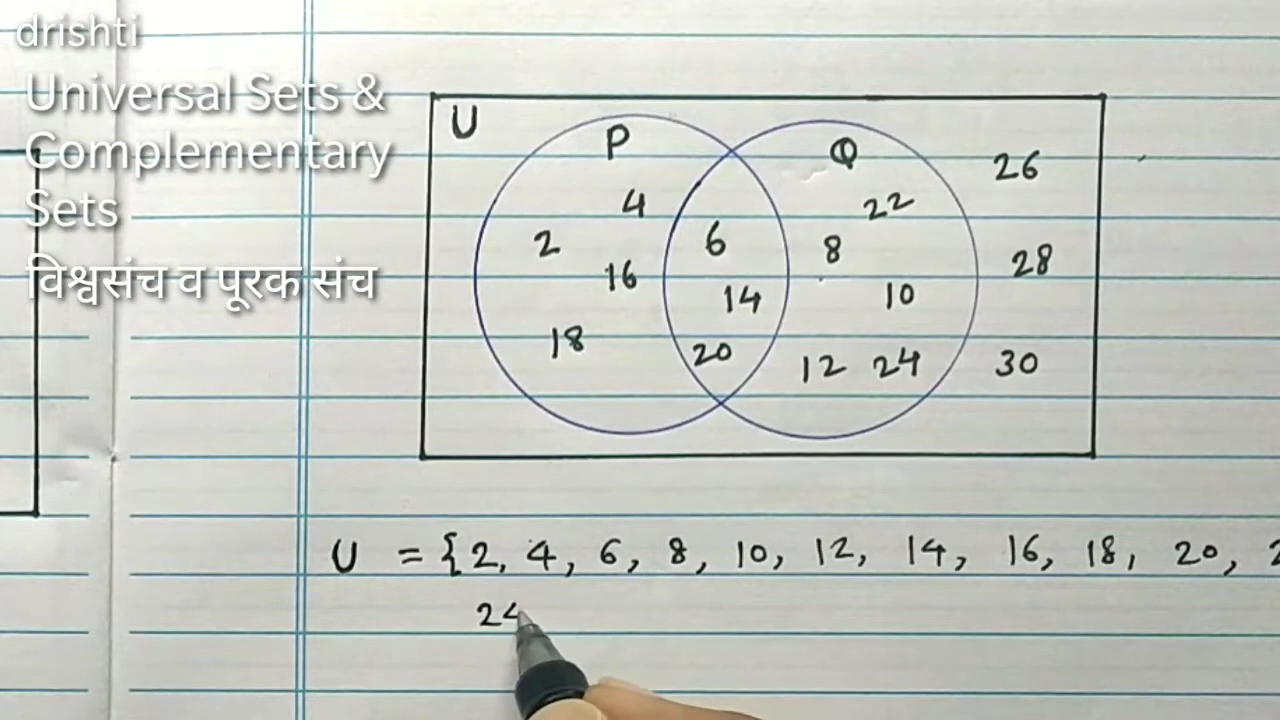 drishti
Universal Sets &
Complementary
Sets
विश्वसंच व पूरक संच
U
P
Q
26
4
22
2
6
8
28
16
14
10
18
20
12 24
30
U = {2, 4, 6, 8, 10, 12, 14, 16, 18, 20,
24